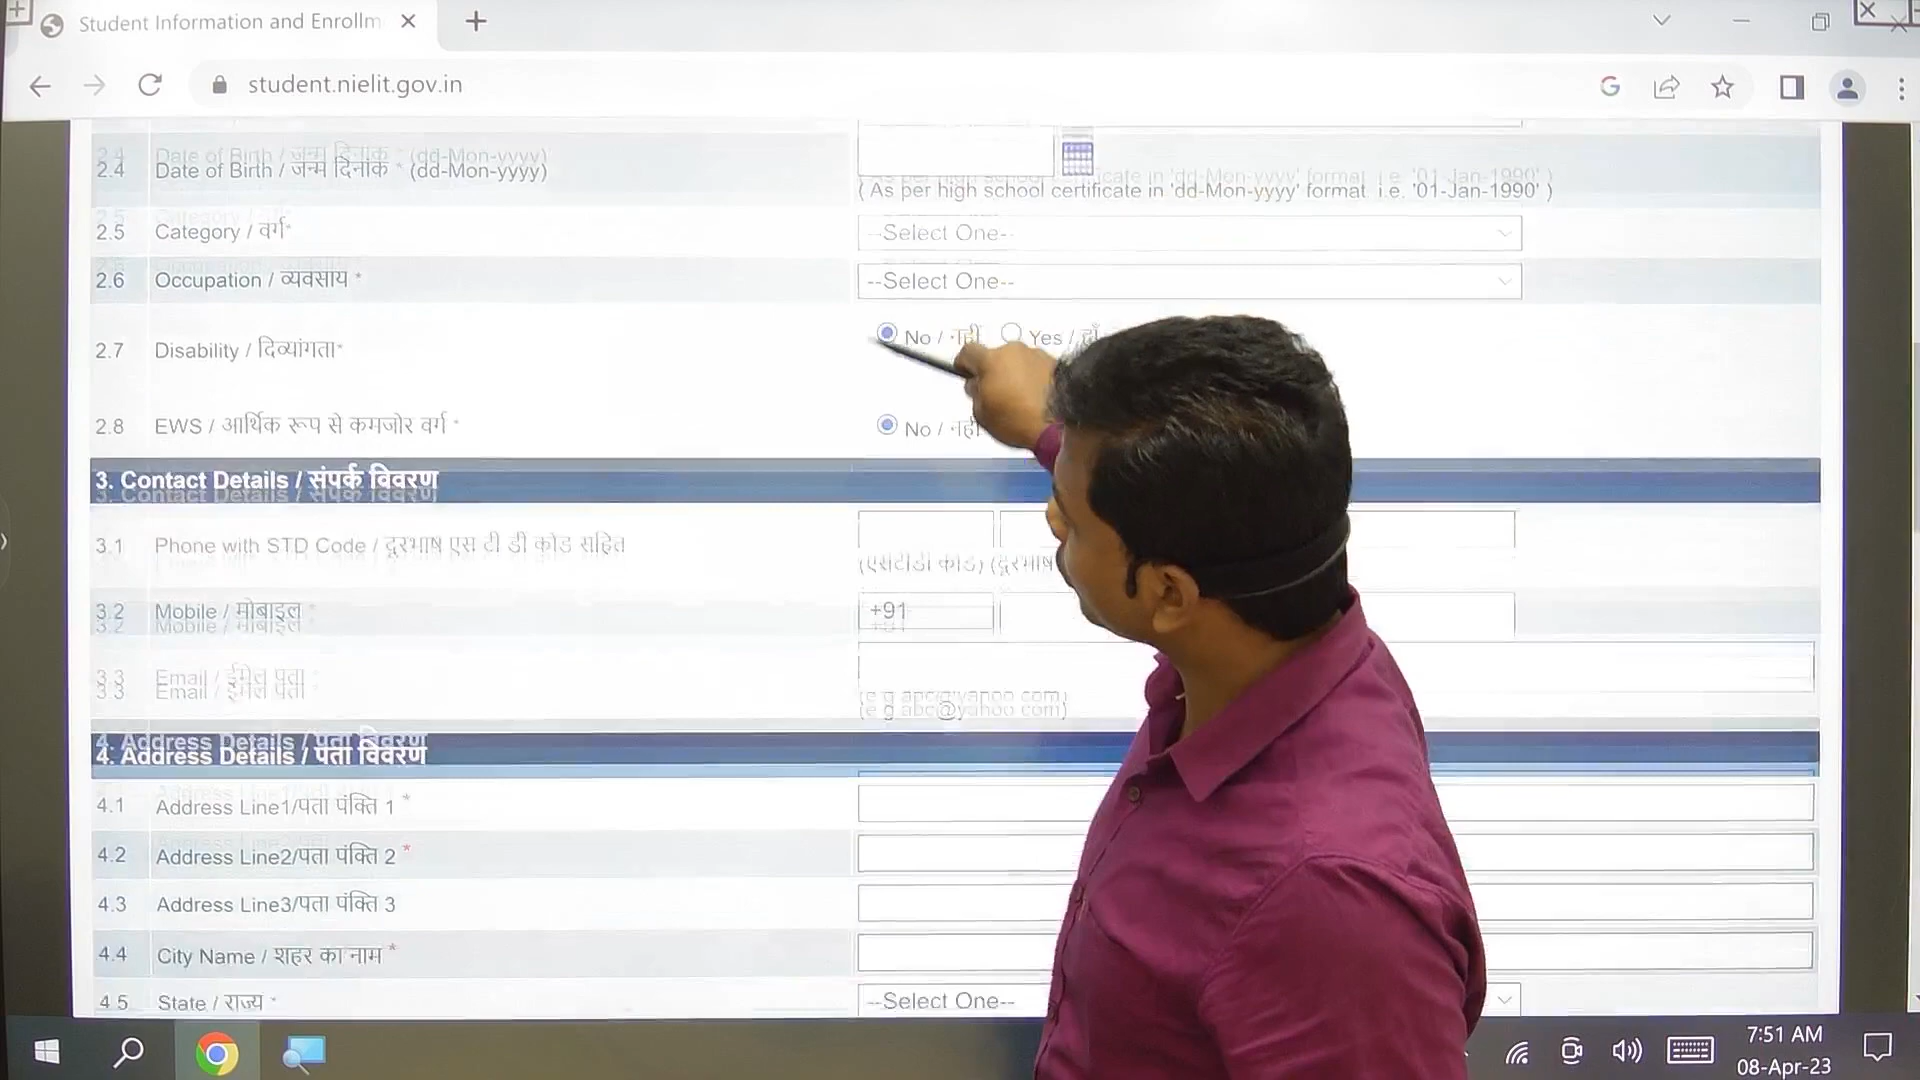 Student Information and Enrollm
student.nielit.gov.in
2.4 Date of Birth / जन्म दिनांक * (dd-Mon-yyyy)
( As per high school certificate in 'dd-Mon-yyyy' format i.e. '01-Jan-1990' )
2.5 Category / वर्ग* --Select One--
2.6 Occupation / व्यवसाय * --Select One--
2.7 Disability / दिव्यांगता* No / नहीं Yes / हाँ
2.8 EWS / आर्थिक रूप से कमजोर वर्ग * No / नहीं
3. Contact Details / संपर्क विवरण
3.1 Phone with STD Code / दूरभाष एस टी डी कोड सहित
(एसटीडी कोड) (दूरभाष
3.2 Mobile / मोबाइल * +91
3.3 Email / ईमेल पता *
(e g abc@yahoo com)
4. Address Details / पता विवरण
4.1 Address Line1/पता पंक्ति 1 *
4.2 Address Line2/पता पंक्ति 2 *
4.3 Address Line3/पता पंक्ति 3
4.4 City Name / शहर का नाम *
4.5 State / राज्य * --Select One--
7:51 AM
08-Apr-23